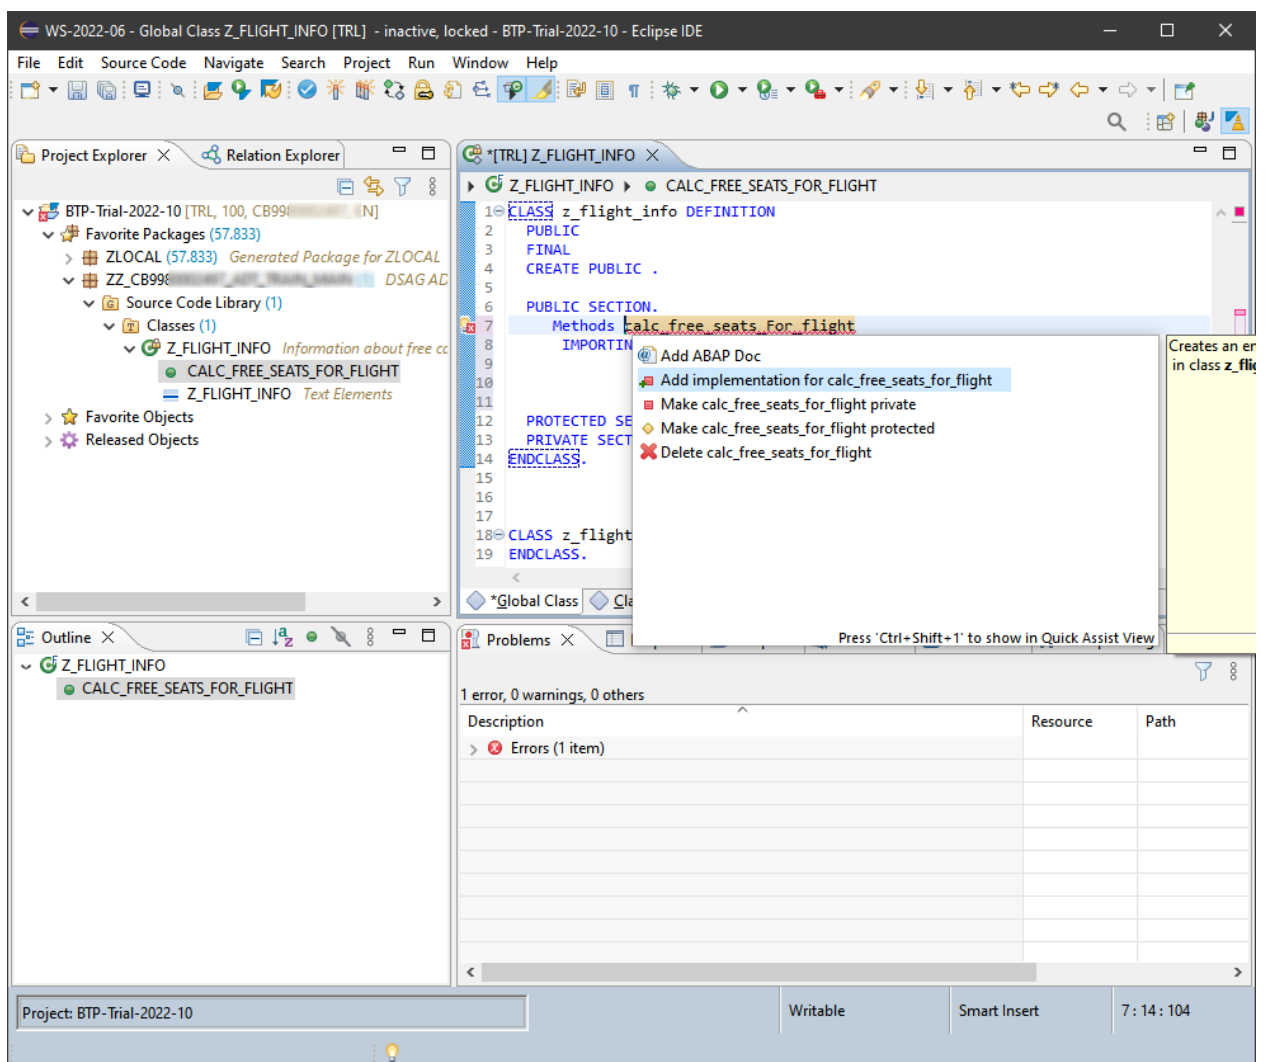 WS-2022-06 - Global Class Z_FLIGHT_INFO [TRL] - inactive, locked - BTP-Trial-2022-10 - Eclipse IDE
File Edit Source Code Navigate Search Project Run Window Help
Project Explorer
Relation Explorer
BTP-Trial-2022-10 [TRL, 100, CB99
Favorite Packages (57.833)
ZLOCAL (57.833) Generated Package for ZLOCAL
ZZ_CB998 DSAG AD
Source Code Library (1)
Classes (1)
Z_FLIGHT_INFO Information about free
CALC_FREE_SEATS_FOR_FLIGHT
Z_FLIGHT_INFO Text Elements
Favorite Objects
Released Objects
*[TRL] Z_FLIGHT_INFO
Z_FLIGHT_INFO CALC_FREE_SEATS_FOR_FLIGHT
1 CLASS z_flight_info DEFINITION
2 PUBLIC
3 FINAL
4 CREATE PUBLIC .
5
6 PUBLIC SECTION.
7 Methods calc_free_seats_For_flight
8 IMPORTIN
9
10
11
12 PROTECTED SE
13 PRIVATE SECT
14 ENDCLASS.
15
16
17
18 CLASS z_flight
19 ENDCLASS.
Add ABAP Doc
Add implementation for calc_free_seats_for_flight
Make calc_free_seats_for_flight private
Make calc_free_seats_for_flight protected
Delete calc_free_seats_for_flight
Press 'Ctrl+Shift+1' to show in Quick Assist View
Creates an
in class z_flig
*Global Class
Outline
Z_FLIGHT_INFO
CALC_FREE_SEATS_FOR_FLIGHT
Problems
1 error, 0 warnings, 0 others
Description Resource Path
Errors (1 item)
Project: BTP-Trial-2022-10
Writable
Smart Insert
7 : 14 : 104